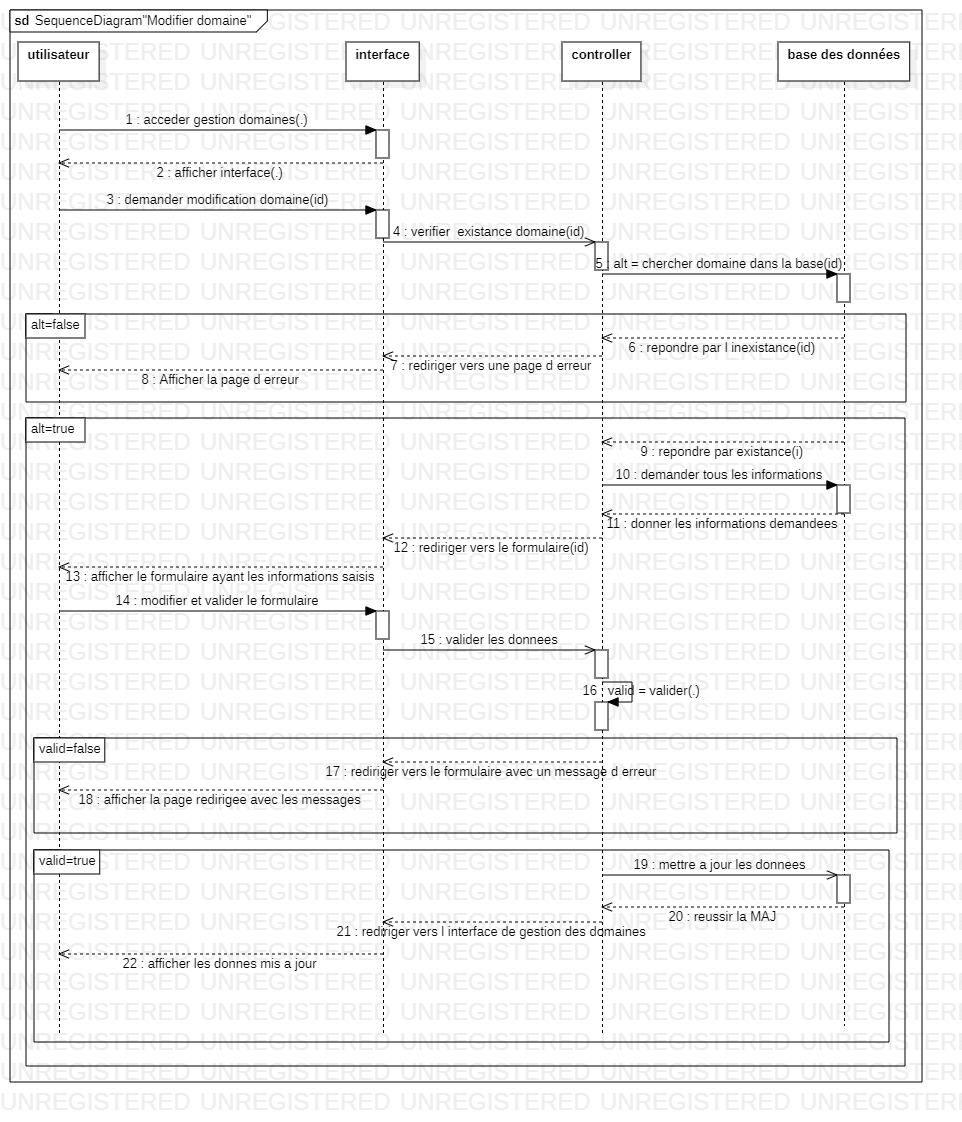 sd SequenceDiagram"Modifier domaine"
utilisateur
interface
controller
base des données
1 : acceder gestion domaines(.)
2 : afficher interface(.)
3 : demander modification domaine(id)
4 : verifier existance domaine(id)
5 : alt = chercher domaine dans la base(id)
alt=false
6 : repondre par l inexistance(id)
7 : rediriger vers une page d erreur
8 : Afficher la page d erreur
alt=true
9 : repondre par existance(i)
10 : demander tous les informations
11 : donner les informations demandees
12 : rediriger vers le formulaire(id)
13 : afficher le formulaire ayant les informations saisis
14 : modifier et valider le formulaire
15 : valider les donnees
16 : valid = valider(.)
valid=false
17 : rediriger vers le formulaire avec un message d erreur
18 : afficher la page redirigee avec les messages
valid=true
19 : mettre a jour les donnees
20 : reussir la MAJ
21 : rediriger vers l interface de gestion des domaines
22 : afficher les donnes mis a jour
UNREGISTERED